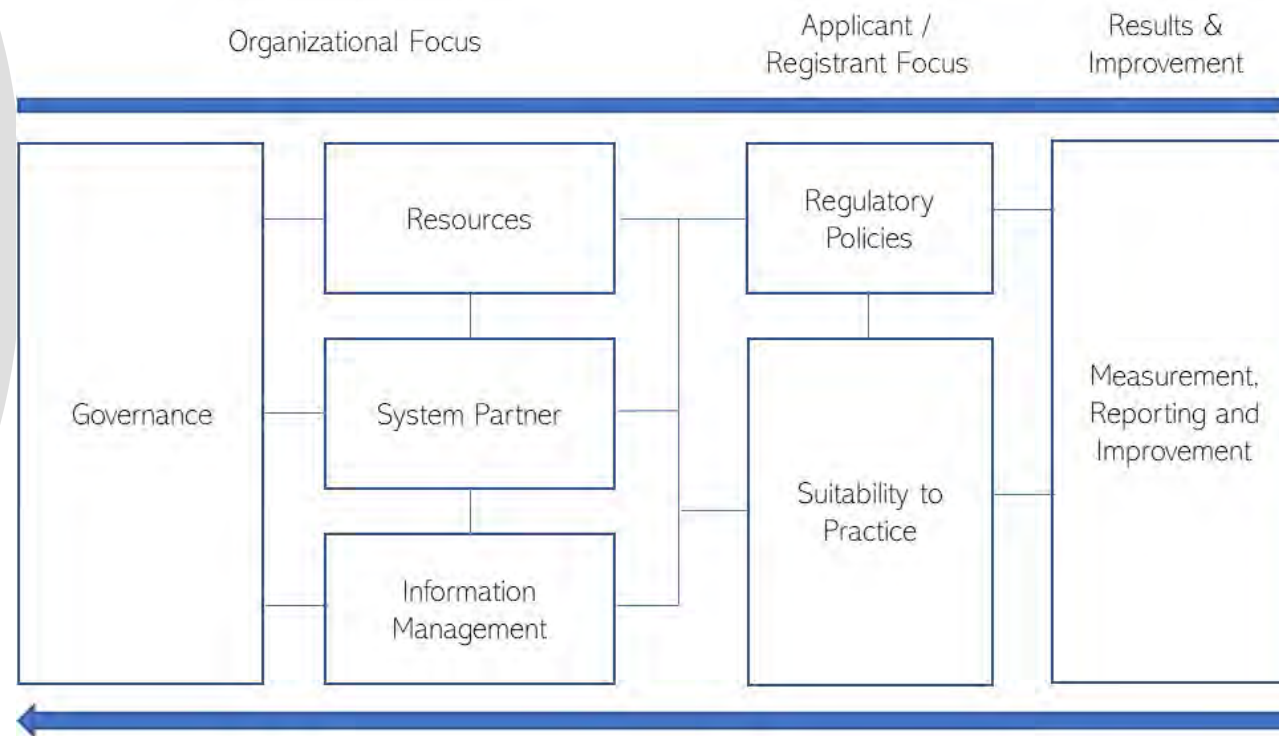 Organizational Focus
Applicant /
Registrant Focus
Results &
Improvement
Governance
Resources
System Partner
Information
Management
Regulatory
Policies
Suitability to
Practice
Measurement,
Reporting and
Improvement